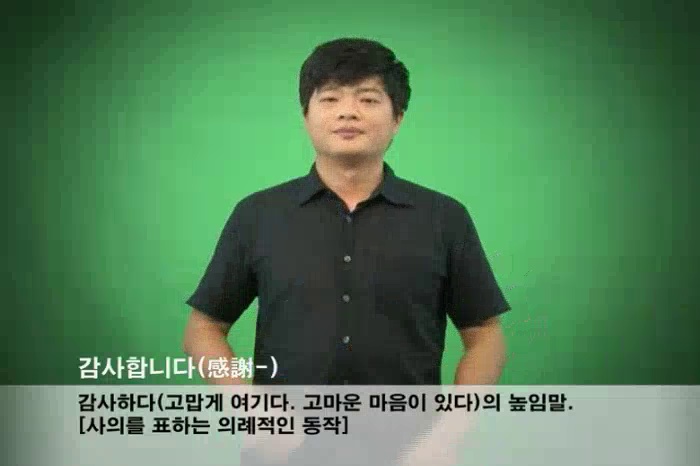 감사합니다(感謝-)
감사하다(고맙게 여기다. 고마운 마음이 있다)의 높임말.
[사의를 표하는 의례적인 동작]